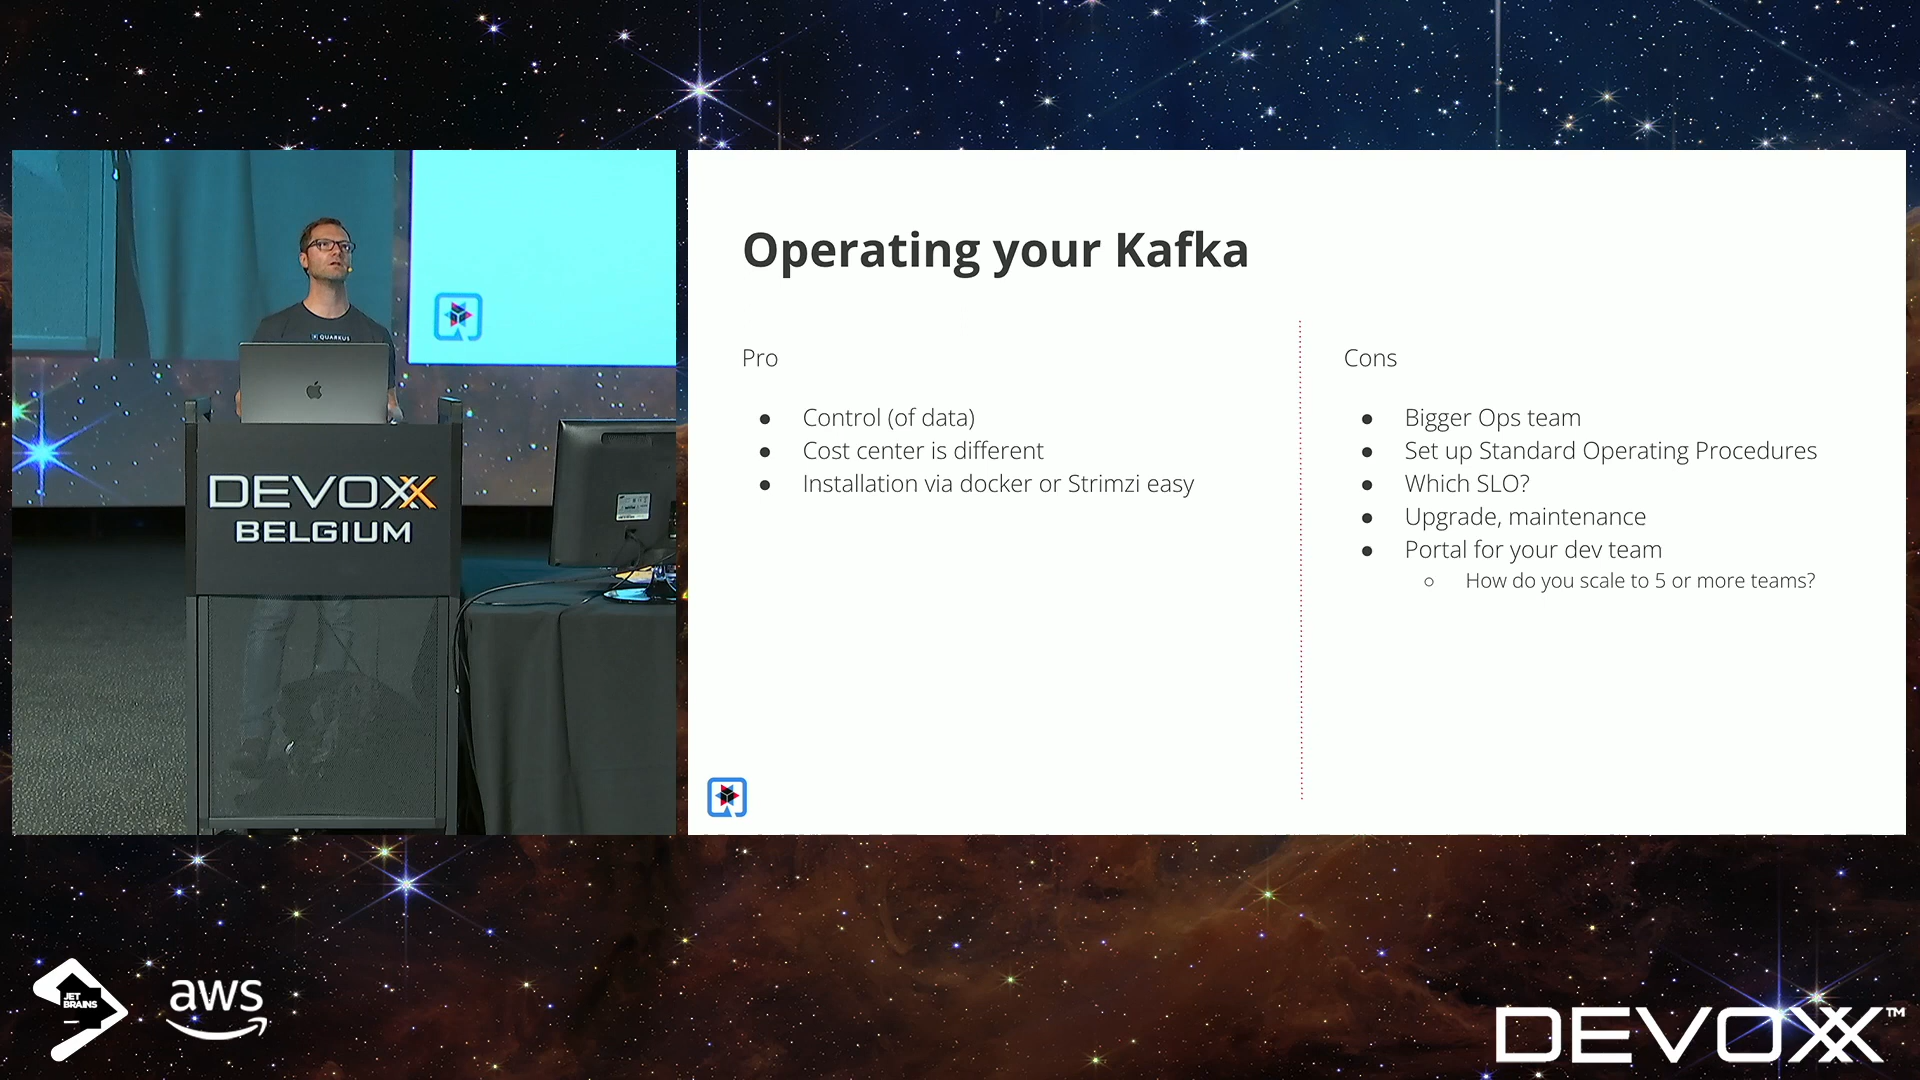 QUARKUS
DEVOXX
BELGIUM
Operating your Kafka
Pro
● Control (of data)
● Cost center is different
● Installation via docker or Strimzi easy
Cons
● Bigger Ops team
● Set up Standard Operating Procedures
● Which SLO?
● Upgrade, maintenance
● Portal for your dev team
○ How do you scale to 5 or more teams?
JET
BRAINS
aws
DEVOXX™